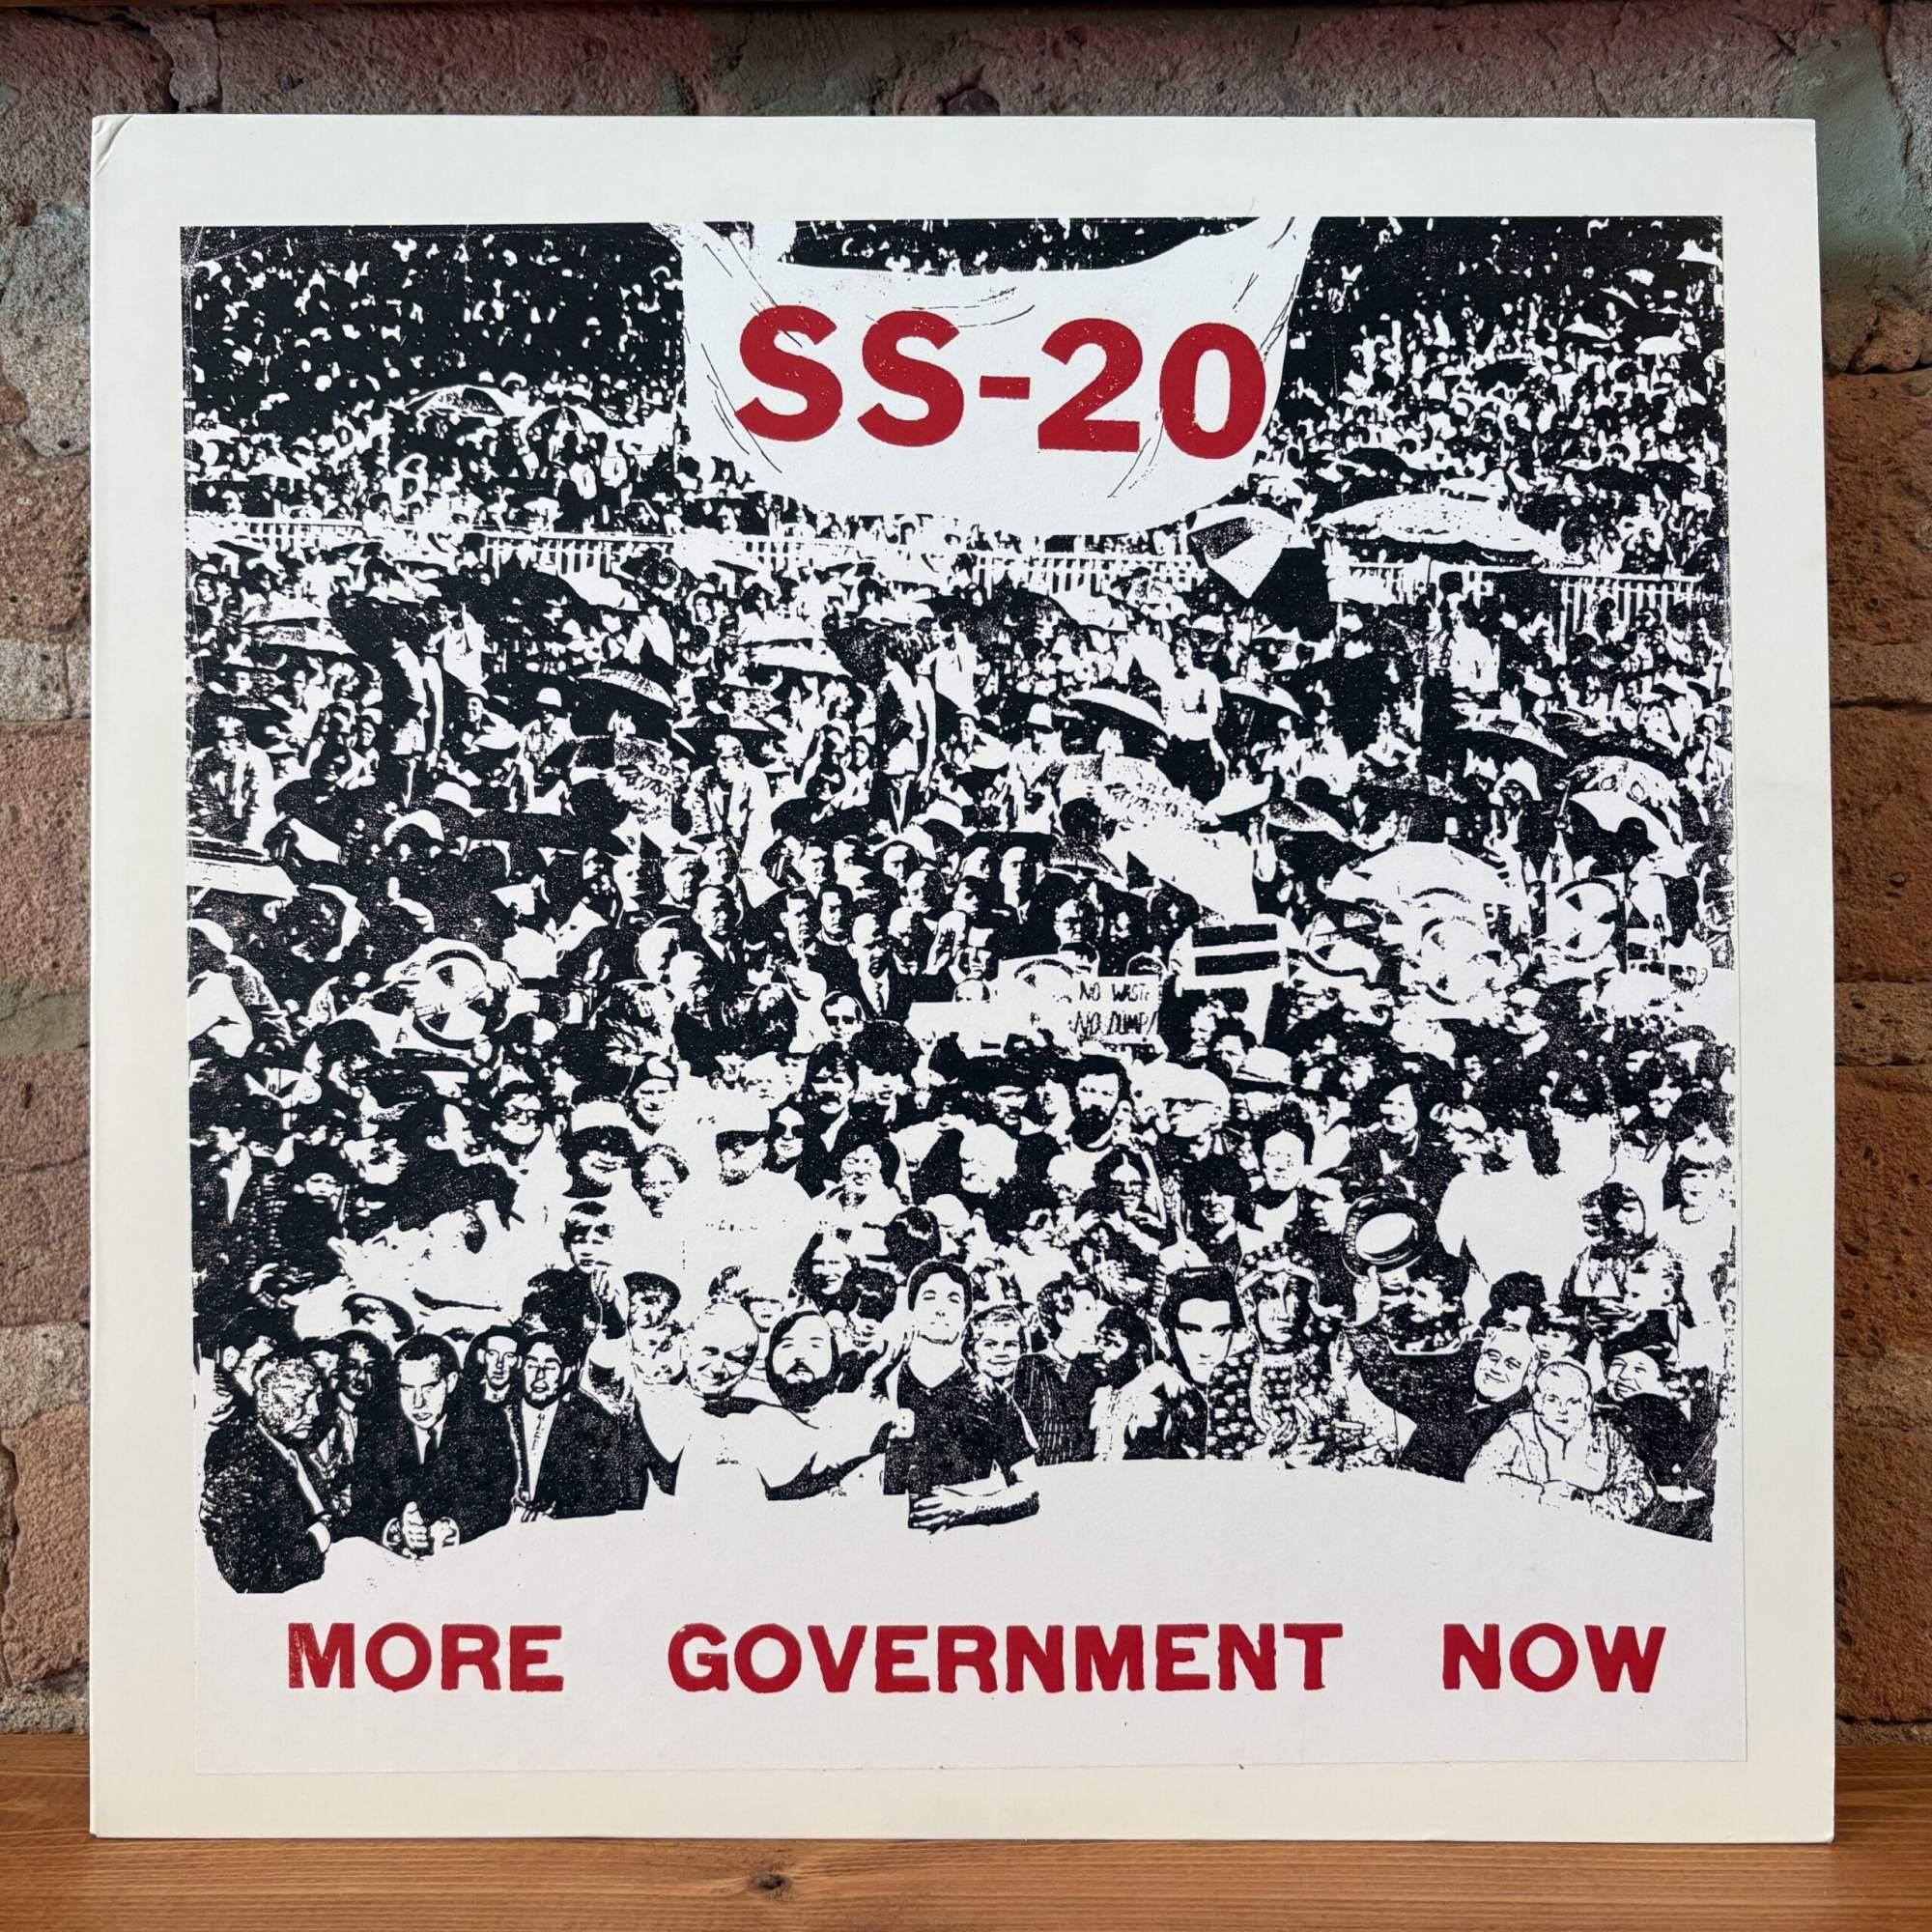 SS-20
NO WASTE
NO DUMP!
MORE GOVERNMENT NOW